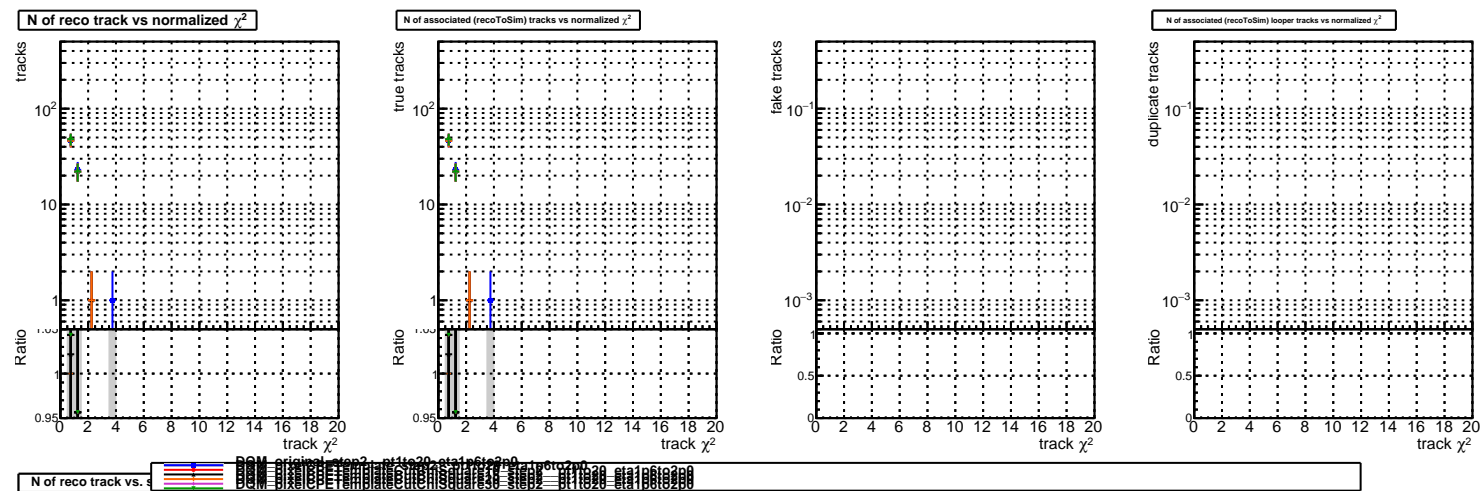 N of reco track vs normalized χ²
N of associated (recoToSim) tracks vs normalized χ²
N of associated (recoToSim) looper tracks vs normalized χ²
tracks
10²
10
1
Ratio
1.05
1
0.95
0 2 4 6 8 10 12 14 16 18 20
track χ²
true tracks
10²
10
1
Ratio
1.05
1
0.95
0 2 4 6 8 10 12 14 16 18 20
track χ²
fake tracks
10⁻¹
10⁻²
10⁻³
Ratio
1
0.5
0
0 2 4 6 8 10 12 14 16 18 20
track χ²
duplicate tracks
10⁻¹
10⁻²
10⁻³
Ratio
1
0.5
0
0 2 4 6 8 10 12 14 16 18 20
track χ²
DQM_original_step2__pt1to20_eta1p6to2p0
N of reco track vs. s